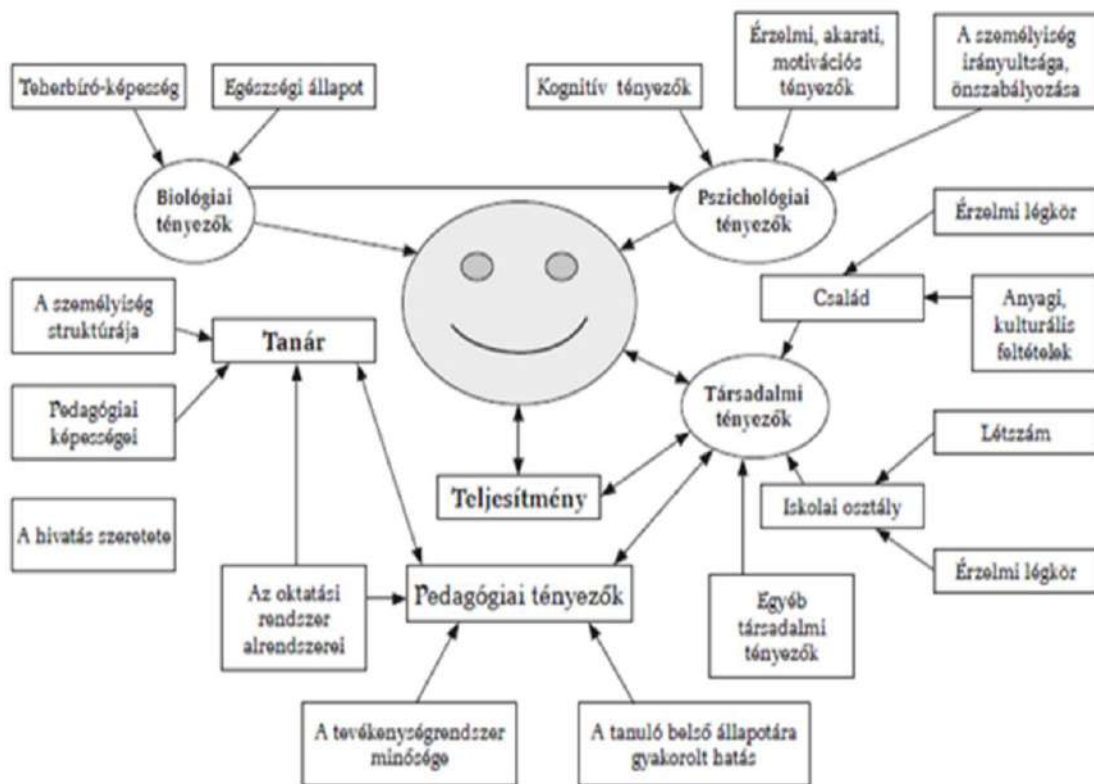 Teherbíró-képesség
Egészségi állapot
Kognitív tényezők
Érzelmi, akarati,
motivációs
tényezők
A személyiség
irányultsága,
önszabályozása
Biológiai
tényezők
Pszichológiai
tényezők
Érzelmi légkör
Család
Anyagi,
kulturális
feltételek
A személyiség
struktúrája
Tanár
Pedagógiai
képességei
Társadalmi
tényezők
Létszám
Teljesítmény
Iskolai osztály
A hivatás szeretete
Érzelmi légkör
Az oktatási
rendszer
alrendszerei
Pedagógiai tényezők
Egyéb
társadalmi
tényezők
A tevékenységrendszer
minősége
A tanuló belső állapotára
gyakorolt hatás